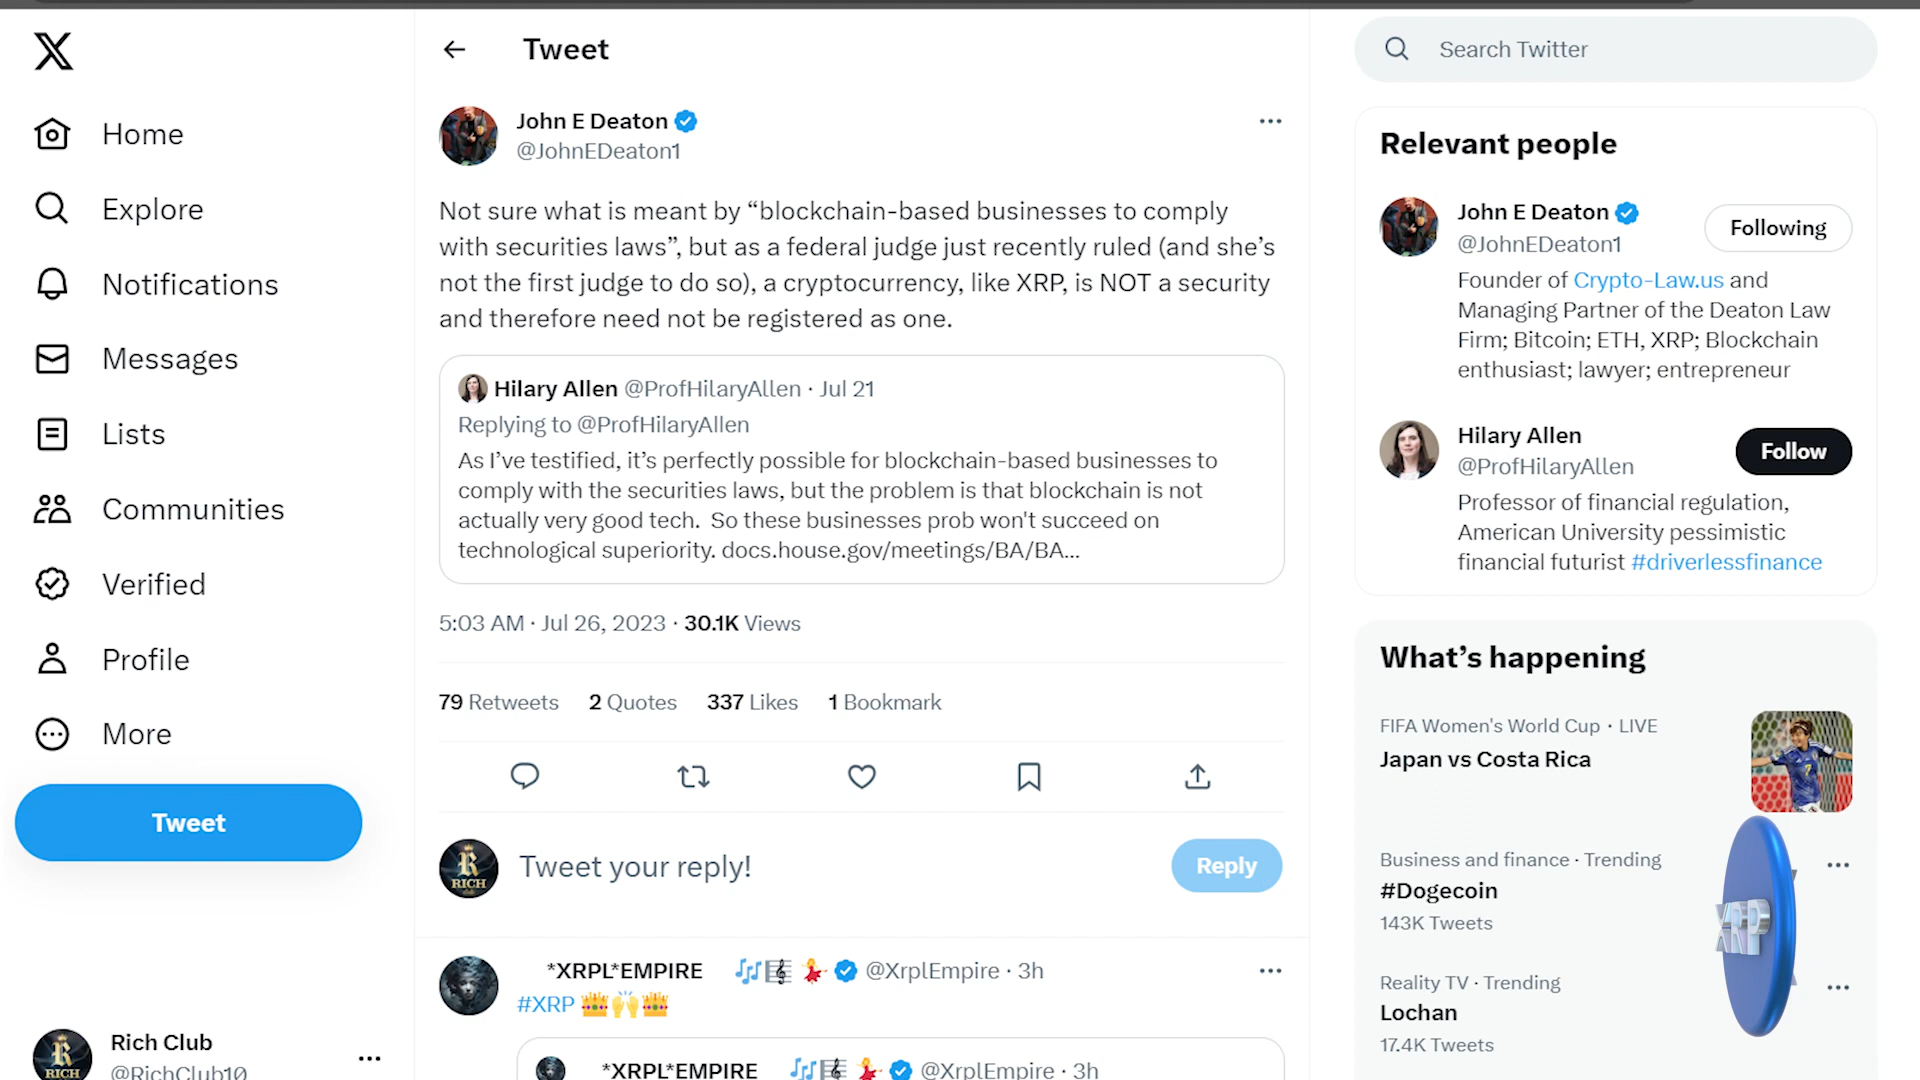 Home
Explore
Notifications
Messages
Lists
Communities
Verified
Profile
More
Tweet
Rich Club
@RichClub10
Tweet
John E Deaton
@JohnEDeaton1
Not sure what is meant by “blockchain-based businesses to comply
with securities laws”, but as a federal judge just recently ruled (and she’s
not the first judge to do so), a cryptocurrency, like XRP, is NOT a security
and therefore need not be registered as one.
Hilary Allen @ProfHilaryAllen · Jul 21
Replying to @ProfHilaryAllen
As I’ve testified, it’s perfectly possible for blockchain-based businesses to
comply with the securities laws, but the problem is that blockchain is not
actually very good tech. So these businesses prob won't succeed on
technological superiority. docs.house.gov/meetings/BA/BA...
5:03 AM · Jul 26, 2023 · 30.1K Views
79 Retweets 2 Quotes 337 Likes 1 Bookmark
R
RICH
Tweet your reply!
Reply
*XRPL*EMPIRE @XrplEmpire · 3h
#XRP 👑🙌👑
*XRPL*EMPIRE @XrplEmpire · 3h
Search Twitter
Relevant people
John E Deaton
@JohnEDeaton1
Following
Founder of Crypto-Law.us and
Managing Partner of the Deaton Law
Firm; Bitcoin; ETH, XRP; Blockchain
enthusiast; lawyer; entrepreneur
Hilary Allen
@ProfHilaryAllen
Follow
Professor of financial regulation,
American University pessimistic
financial futurist #driverlessfinance
What’s happening
FIFA Women's World Cup · LIVE
Japan vs Costa Rica
Business and finance · Trending
#Dogecoin
143K Tweets
XRP
Reality TV · Trending
Lochan
17.4K Tweets